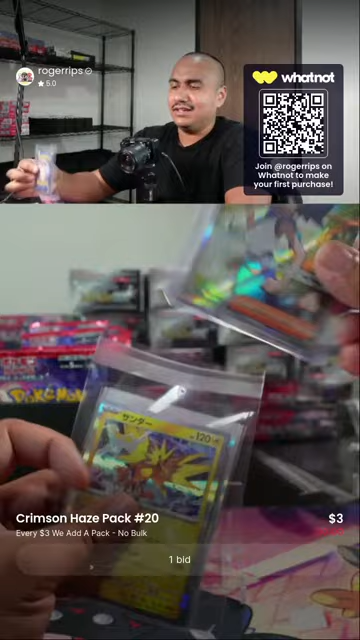 rogerrips
★ 5.0
whatnot
Join @rogerrips on
Whatnot to make
your first purchase!
POKÉMON
サンダー
120
Crimson Haze Pack #20
$3
Every $3 We Add A Pack - No Bulk
1 bid